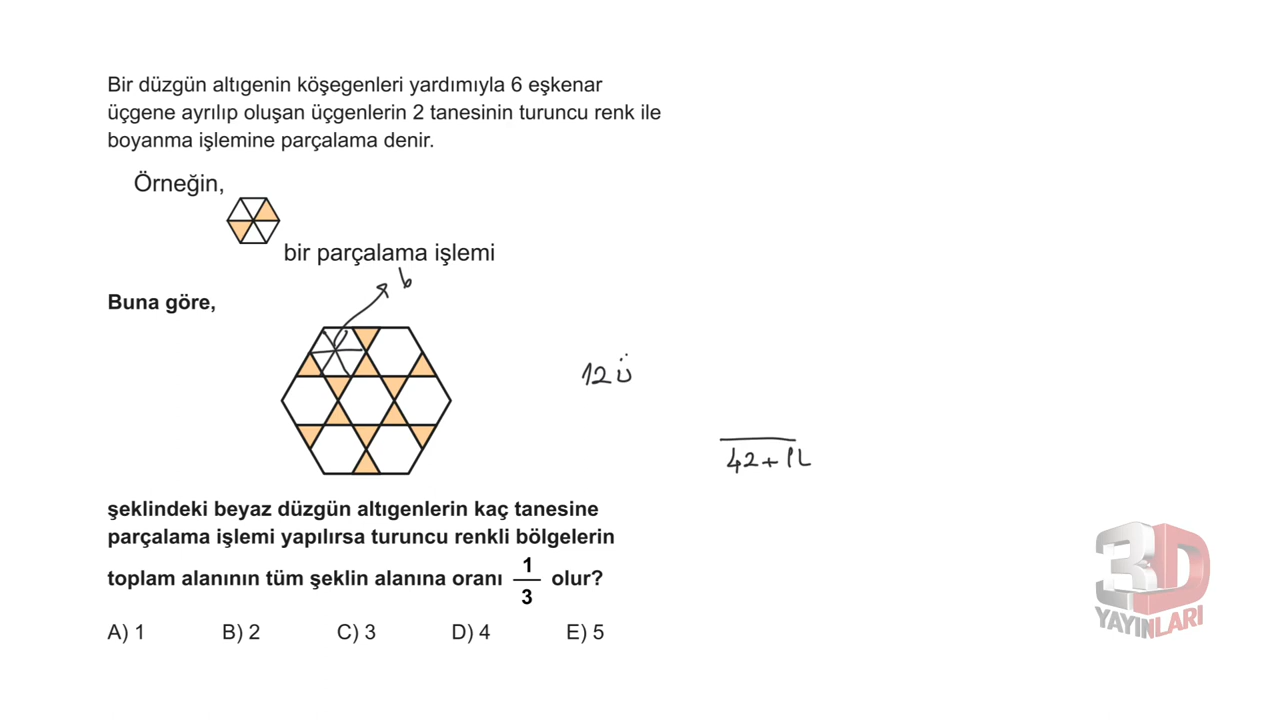 Bir düzgün altıgenin köşegenleri yardımıyla 6 eşkenar
üçgene ayrılıp oluşan üçgenlerin 2 tanesinin turuncu renk ile
boyanma işlemine parçalama denir.
Örneğin,
bir parçalama işlemi
6
Buna göre,
12 Ü
42 + 12
şeklindeki beyaz düzgün altıgenlerin kaç tanesine
parçalama işlemi yapılırsa turuncu renkli bölgelerin
toplam alanının tüm şeklin alanına oranı 1/3 olur?
A) 1 B) 2 C) 3 D) 4 E) 5
3D
YAYINLARI